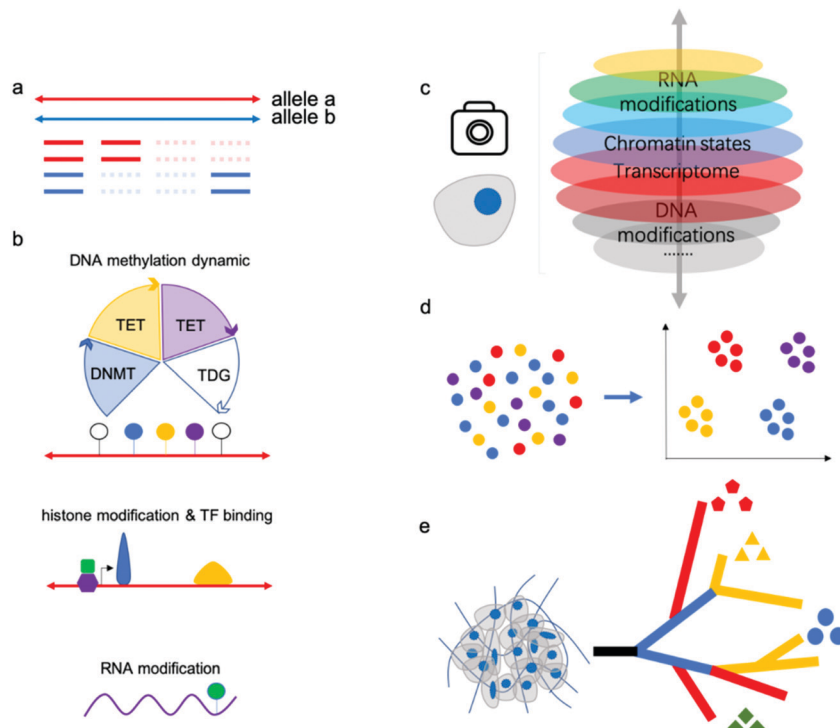 a
allele a
allele b
b
DNA methylation dynamic
TET
TET
DNMT
TDG
histone modification & TF binding
RNA modification
c
RNA
modifications
Chromatin states
Transcriptome
DNA
modifications
.......
d
e